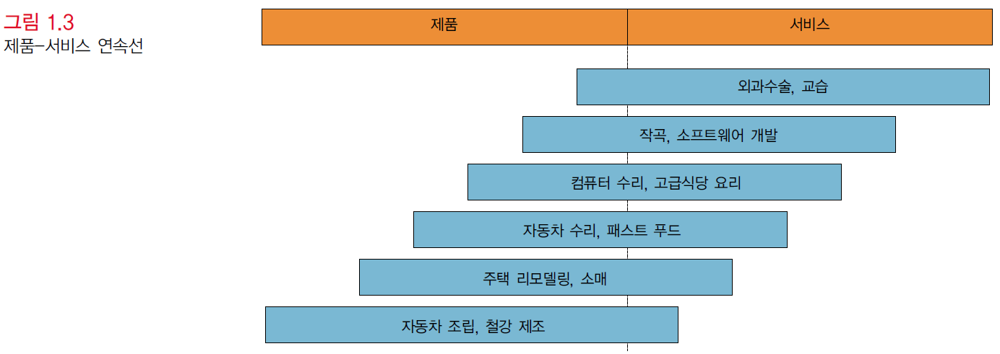 그림 1.3
제품-서비스 연속선
제품
서비스
외과수술, 교습
작곡, 소프트웨어 개발
컴퓨터 수리, 고급식당 요리
자동차 수리, 패스트 푸드
주택 리모델링, 소매
자동차 조립, 철강 제조